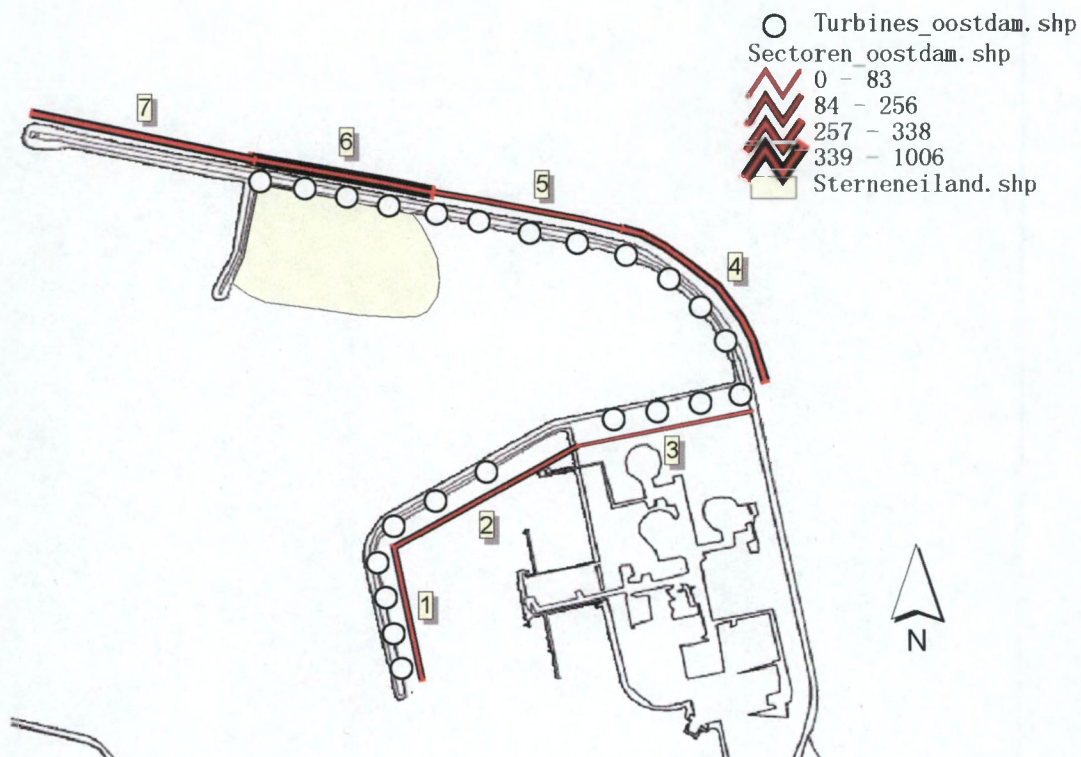 Turbines_oostdam.shp
Sectoren_oostdam.shp
0 - 83
84 - 256
257 - 338
339 - 1006
Sterneneiland.shp
7
6
5
4
3
2
1
N